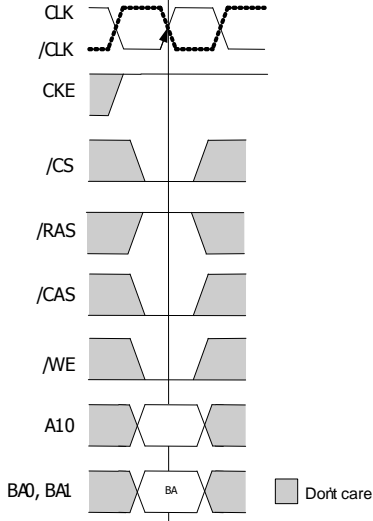 CLK
/CLK
CKE
/CS
/RAS
/CAS
/WE
A10
BA0, BA1
BA
Don't care